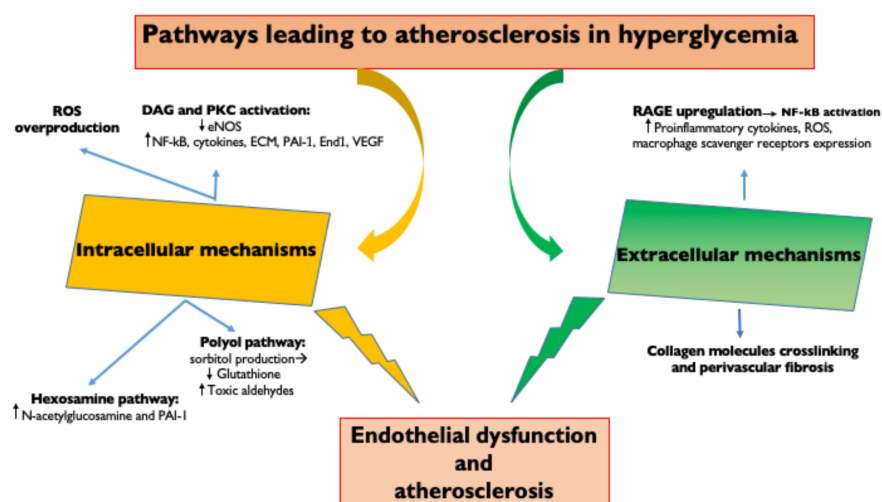 Pathways leading to atherosclerosis in hyperglycemia
ROS
overproduction
DAG and PKC activation:
↓ eNOS
↑NF-kB, cytokines, ECM, PAI-1, End1, VEGF
RAGE upregulation → NF-kB activation
↑ Proinflammatory cytokines, ROS,
macrophage scavenger receptors expression
Intracellular mechanisms
Extracellular mechanisms
Polyol pathway:
sorbitol production→
↓ Glutathione
↑ Toxic aldehydes
Hexosamine pathway:
↑ N-acetylglucosamine and PAI-1
Collagen molecules crosslinking
and perivascular fibrosis
Endothelial dysfunction
and
atherosclerosis